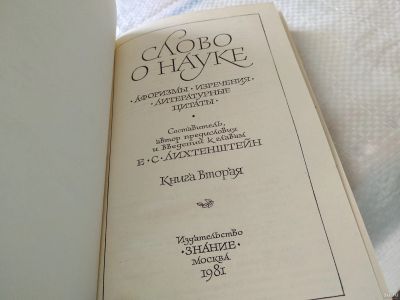 СЛОВО
О НАУКЕ
·АФОРИЗМЫ·ИЗРЕЧЕНИЯ·
·ЛИТЕРАТУРНЫЕ
ЦИТАТЫ·
Составитель,
автор предисловия
и введений к главам
Е·С·ЛИХТЕНШТЕЙН
Книга вторая
Издательство
·ЗНАНИЕ·
МОСКВА
1981